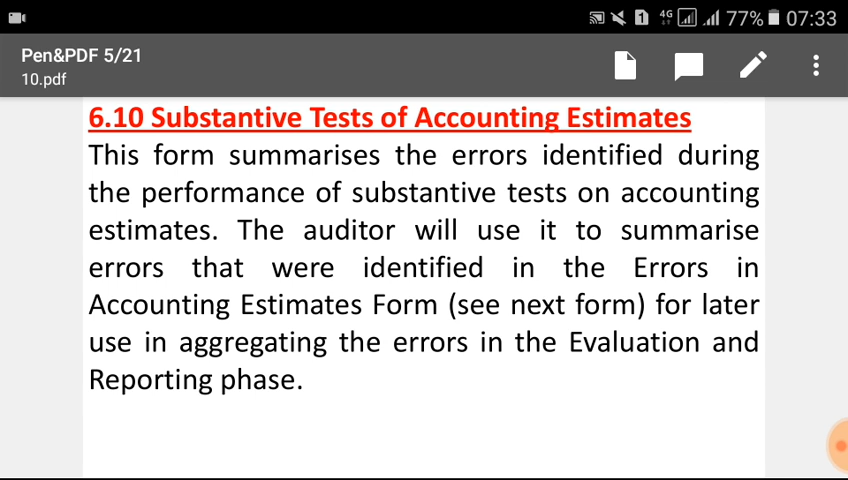 1 4G 77% 07:33
Pen&PDF 5/21
10.pdf
6.10 Substantive Tests of Accounting Estimates
This form summarises the errors identified during
the performance of substantive tests on accounting
estimates. The auditor will use it to summarise
errors that were identified in the Errors in
Accounting Estimates Form (see next form) for later
use in aggregating the errors in the Evaluation and
Reporting phase.